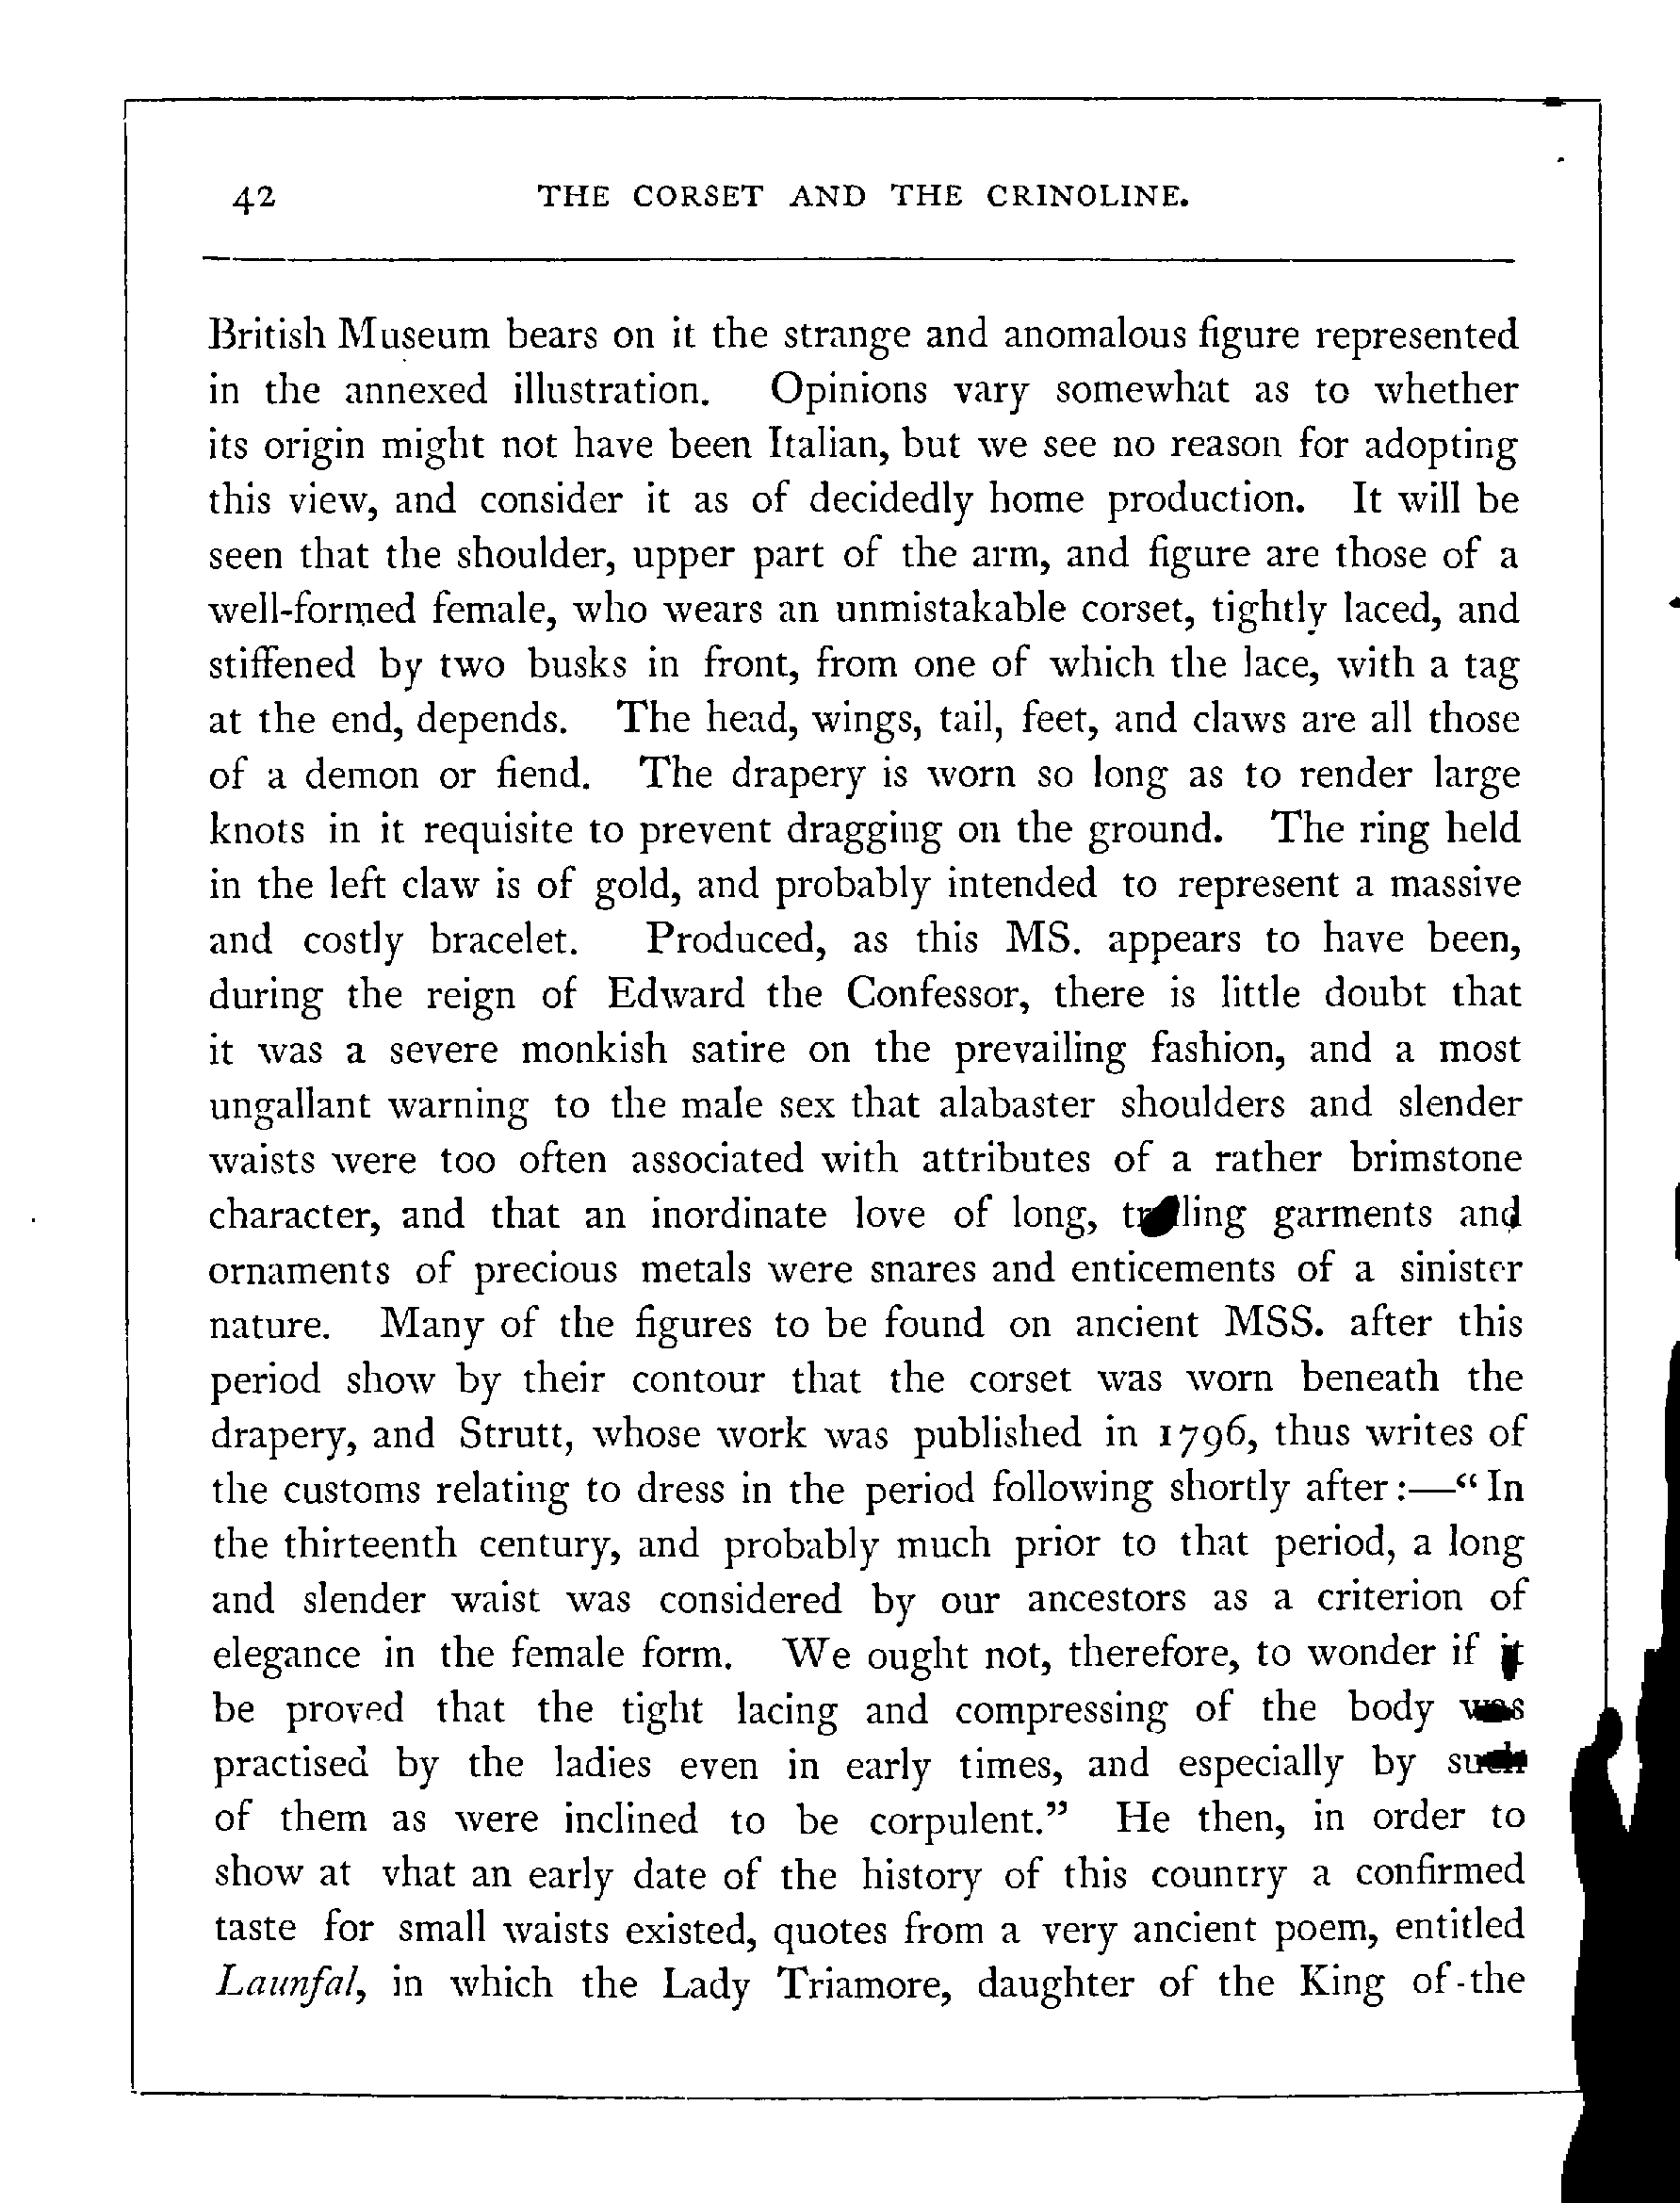 42 THE CORSET AND THE CRINOLINE.
British Museum bears on it the strange and anomalous figure represented
in the annexed illustration. Opinions vary somewhat as to whether
its origin might not have been Italian, but we see no reason for adopting
this view, and consider it as of decidedly home production. It will be
seen that the shoulder, upper part of the arm, and figure are those of a
well-formed female, who wears an unmistakable corset, tightly laced, and
stiffened by two busks in front, from one of which the lace, with a tag
at the end, depends. The head, wings, tail, feet, and claws are all those
of a demon or fiend. The drapery is worn so long as to render large
knots in it requisite to prevent dragging on the ground. The ring held
in the left claw is of gold, and probably intended to represent a massive
and costly bracelet. Produced, as this MS. appears to have been,
during the reign of Edward the Confessor, there is little doubt that
it was a severe monkish satire on the prevailing fashion, and a most
ungallant warning to the male sex that alabaster shoulders and slender
waists were too often associated with attributes of a rather brimstone
character, and that an inordinate love of long, garments and
ornaments of precious metals were snares and enticements of a sinister
nature. Many of the figures to be found on ancient MSS. after this
period show by their contour that the corset was worn beneath the
drapery, and Strutt, whose work was published in 1796, thus writes of
the customs relating to dress in the period following shortly after:—“In
the thirteenth century, and probably much prior to that period, a long
and slender waist was considered by our ancestors as a criterion of
elegance in the female form. We ought not, therefore, to wonder if it
be proved that the tight lacing and compressing of the body was
practised by the ladies even in early times, and especially by such
of them as were inclined to be corpulent.” He then, in order to
show at vhat an early date of the history of this country a confirmed
taste for small waists existed, quotes from a very ancient poem, entitled
Launfal, in which the Lady Triamore, daughter of the King of-the